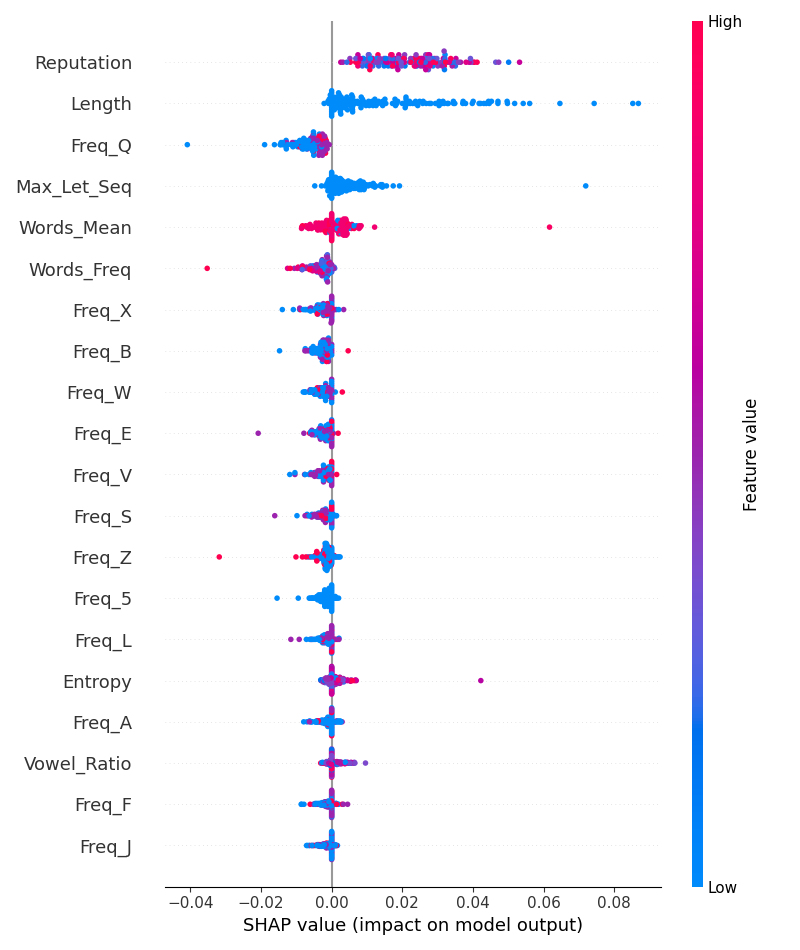 High
Reputation
Length
Freq_Q
Max_Let_Seq
Words_Mean
Words_Freq
Freq_X
Freq_B
Freq_W
Freq_E
Freq_V
Freq_S
Freq_Z
Freq_5
Freq_L
Entropy
Freq_A
Vowel_Ratio
Freq_F
Freq_J
Feature value
Low
−0.04 −0.02 0.00 0.02 0.04 0.06 0.08
SHAP value (impact on model output)